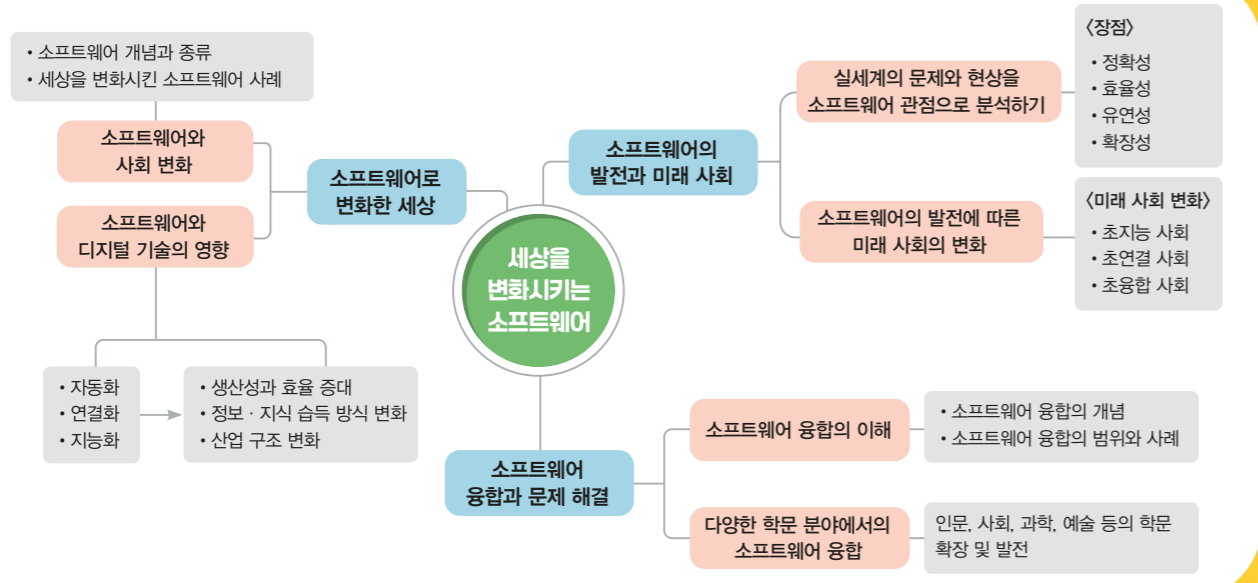 세상을
변화시키는
소프트웨어
소프트웨어로
변화한 세상
소프트웨어와
사회 변화
• 소프트웨어 개념과 종류
• 세상을 변화시킨 소프트웨어 사례
소프트웨어와
디지털 기술의 영향
• 자동화
• 연결화
• 지능화
• 생산성과 효율 증대
• 정보 · 지식 습득 방식 변화
• 산업 구조 변화
소프트웨어의
발전과 미래 사회
실세계의 문제와 현상을
소프트웨어 관점으로 분석하기
〈장점〉
• 정확성
• 효율성
• 유연성
• 확장성
소프트웨어의 발전에 따른
미래 사회의 변화
〈미래 사회 변화〉
• 초지능 사회
• 초연결 사회
• 초융합 사회
소프트웨어
융합과 문제 해결
소프트웨어 융합의 이해
• 소프트웨어 융합의 개념
• 소프트웨어 융합의 범위와 사례
다양한 학문 분야에서의
소프트웨어 융합
인문, 사회, 과학, 예술 등의 학문
확장 및 발전